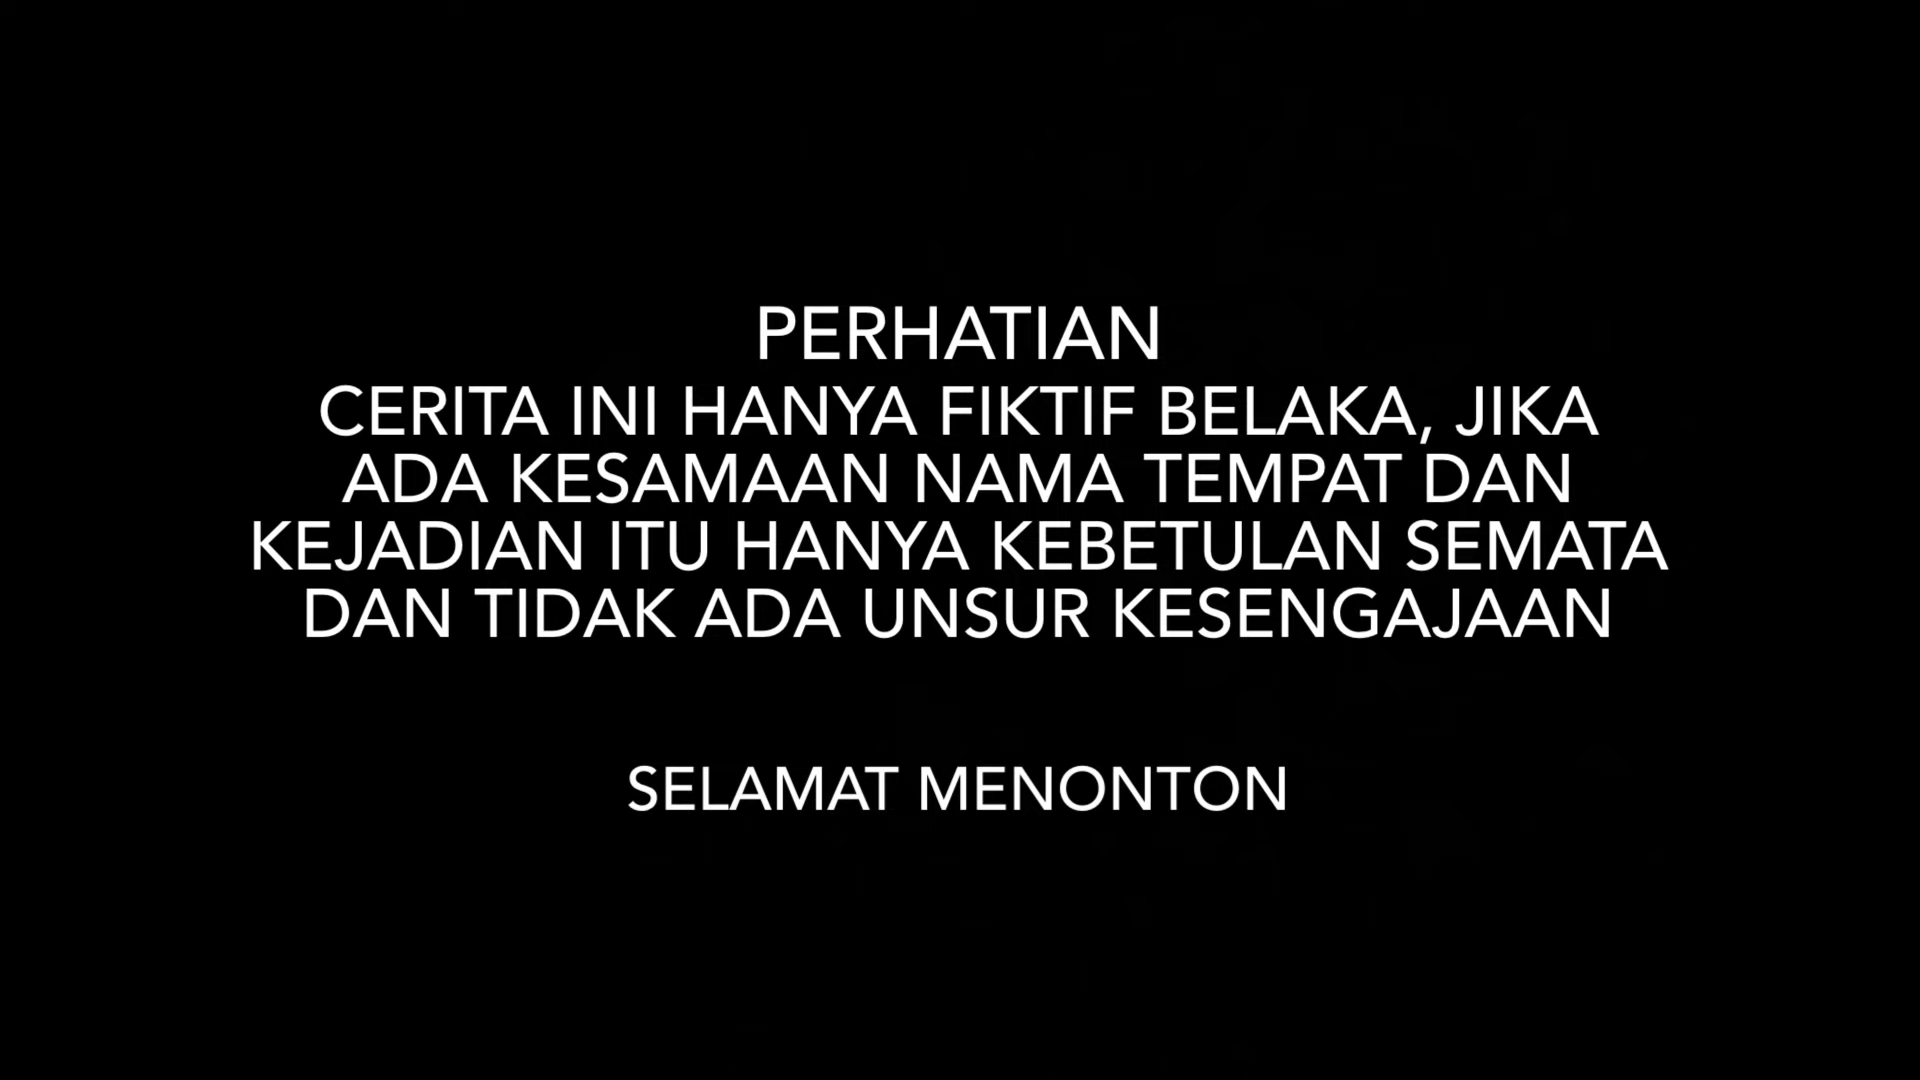 PERHATIAN
CERITA INI HANYA FIKTIF BELAKA, JIKA
ADA KESAMAAN NAMA TEMPAT DAN
KEJADIAN ITU HANYA KEBETULAN SEMATA
DAN TIDAK ADA UNSUR KESENGAJAAN
SELAMAT MENONTON